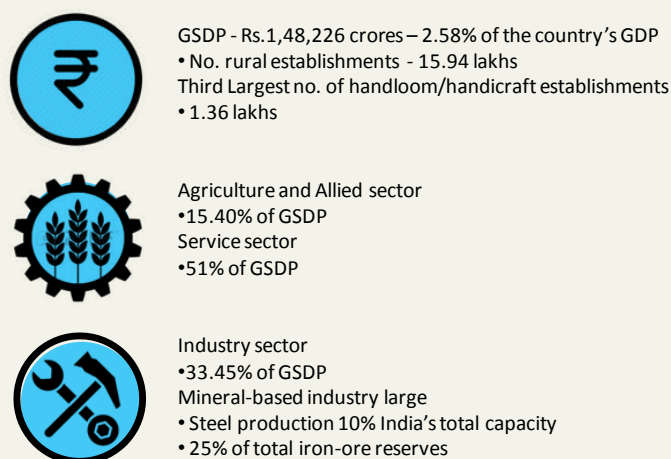 GSDP - Rs.1,48,226 crores – 2.58% of the country's GDP
• No. rural establishments - 15.94 lakhs
Third Largest no. of handloom/handicraft establishments
• 1.36 lakhs
Agriculture and Allied sector
•15.40% of GSDP
Service sector
•51% of GSDP
Industry sector
•33.45% of GSDP
Mineral-based industry large
• Steel production 10% India's total capacity
• 25% of total iron-ore reserves